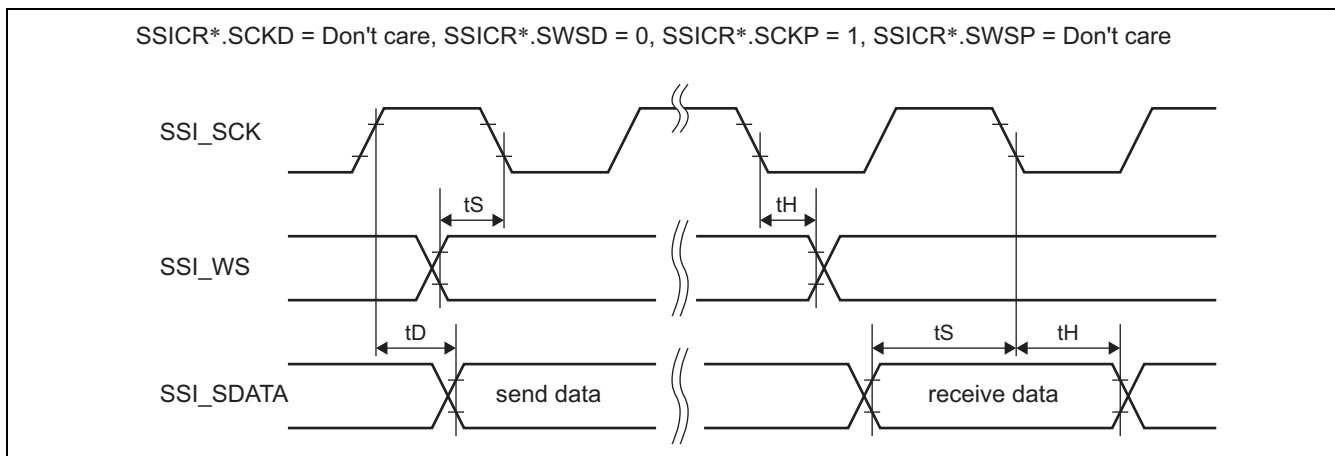 SSICR*.SCKD = Don't care, SSICR*.SWSD = 0, SSICR*.SCKP = 1, SSICR*.SWSP = Don't care
SSI_SCK
tS
tH
SSI_WS
tD
tS
tH
SSI_SDATA
send data
receive data